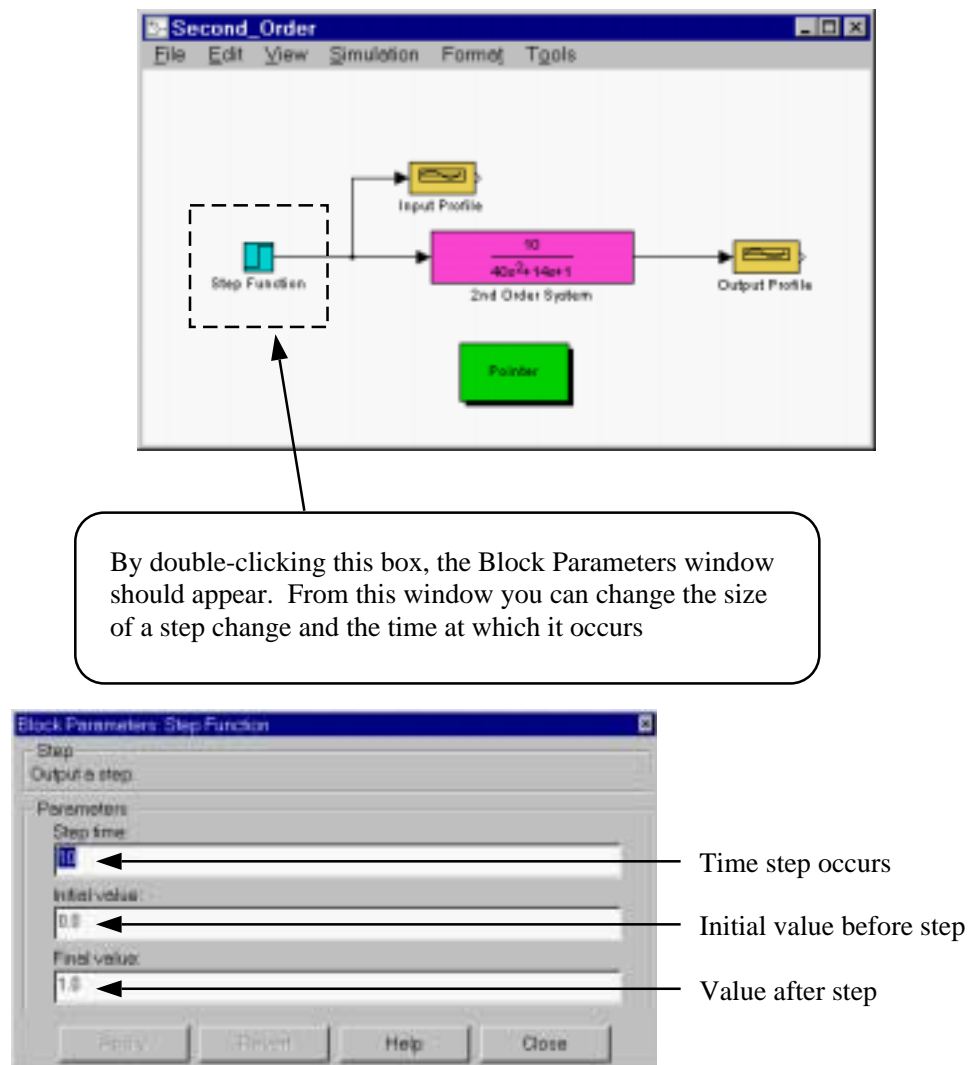 Second_Order
File Edit View Simulation Format Tools
Input Profile
Step Function
10
40s2+14s+1
2nd Order System
Output Profile
Pointer
By double-clicking this box, the Block Parameters window
should appear. From this window you can change the size
of a step change and the time at which it occurs
Block Parameters: Step Function
Step
Output a step.
Parameters
Step time:
10
Time step occurs
Initial value:
0.0
Initial value before step
Final value:
1.0
Value after step
Apply Revert Help Close